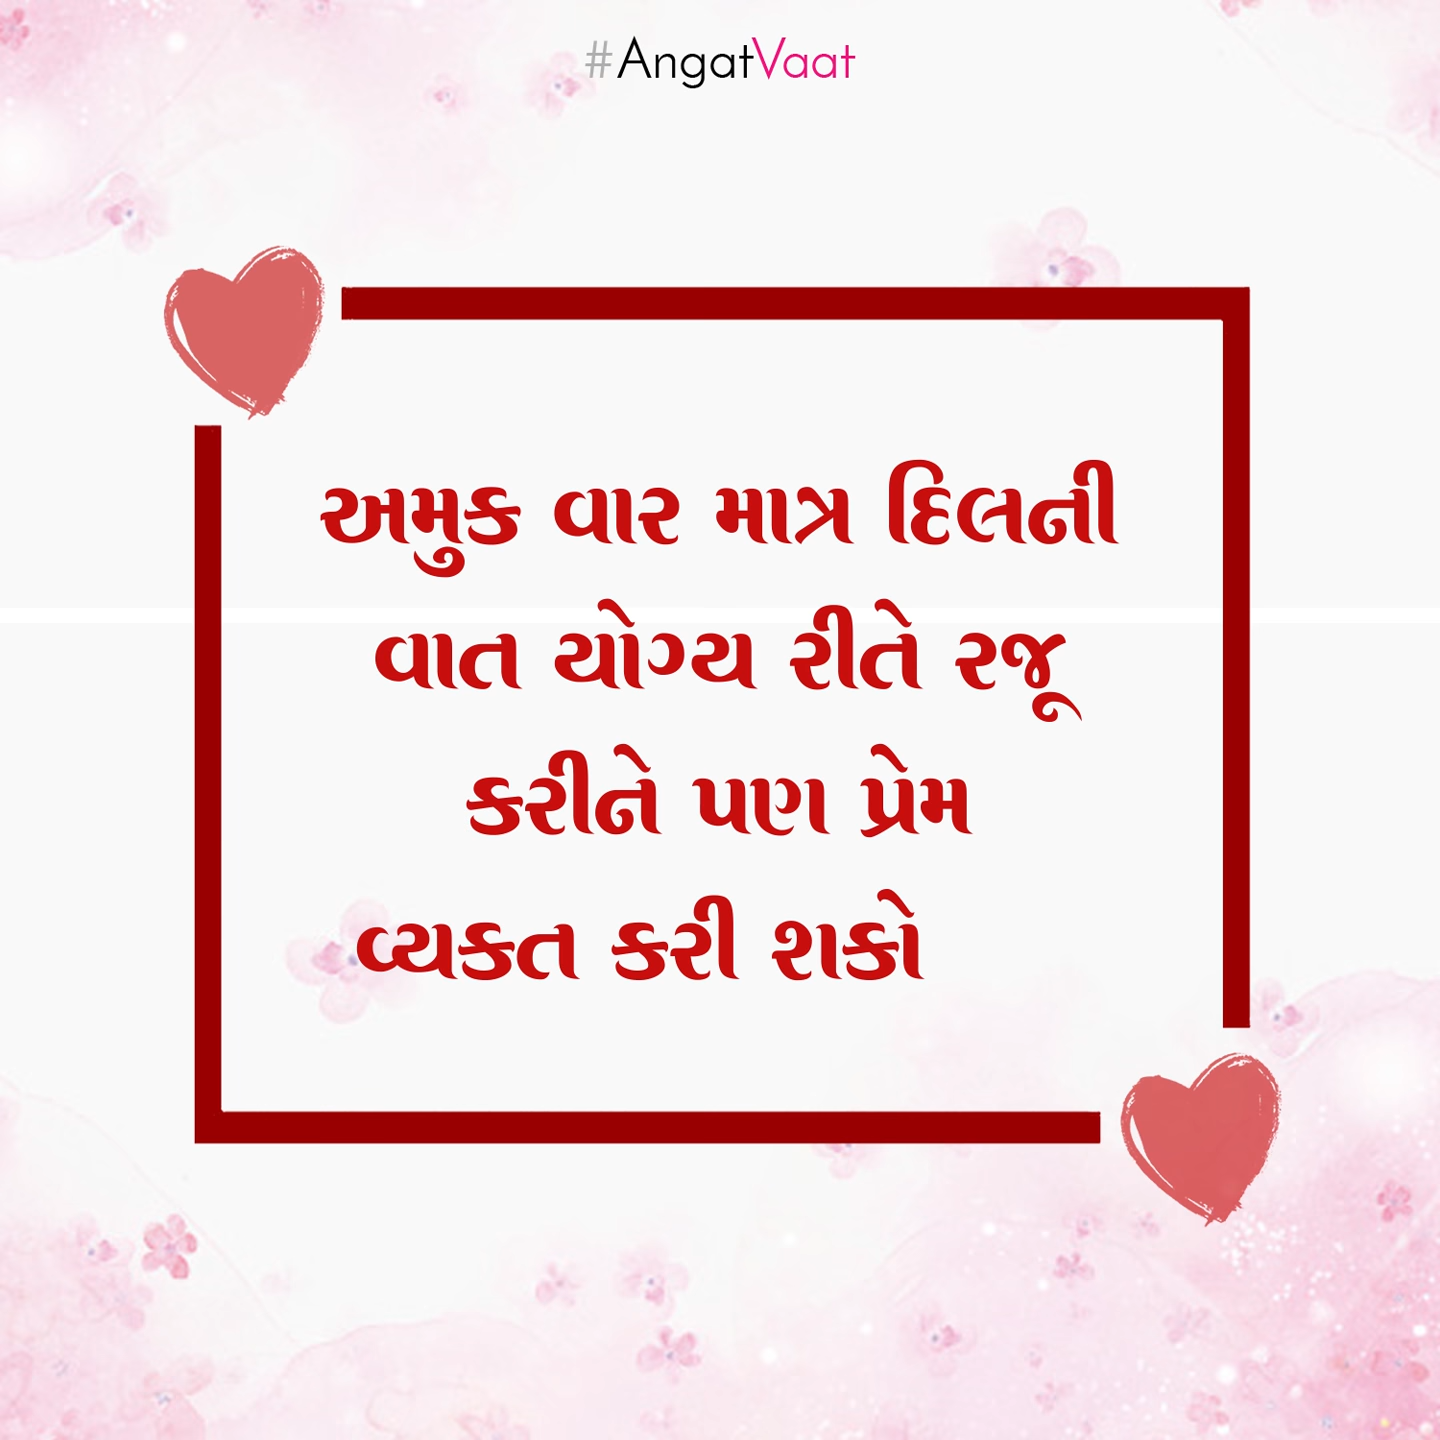 #AngatVaat
અમુક વાર માત્ર દિલની
વાત યોગ્ય રીતે રજૂ
કરીને પણ પ્રેમ
વ્યકત કરી શકો